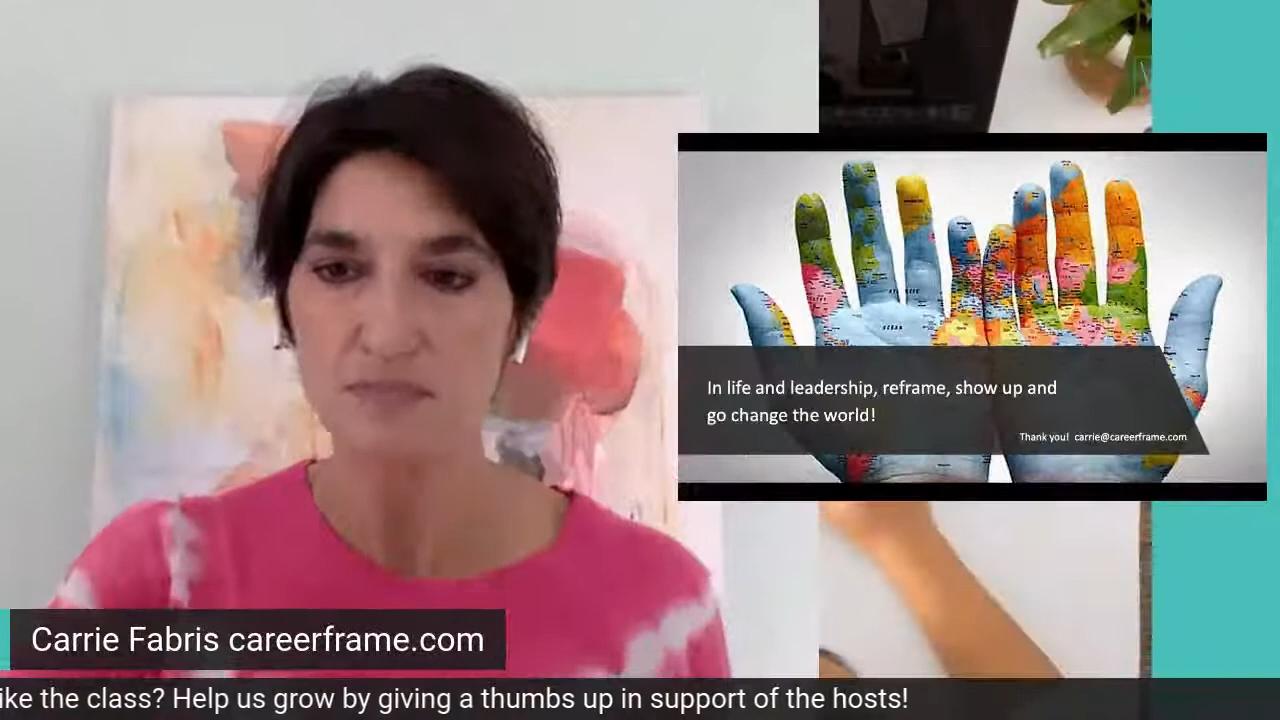 In life and leadership, reframe, show up and
go change the world!
Thank you! carrie@careerframe.com
Carrie Fabris careerframe.com
ike the class? Help us grow by giving a thumbs up in support of the hosts!